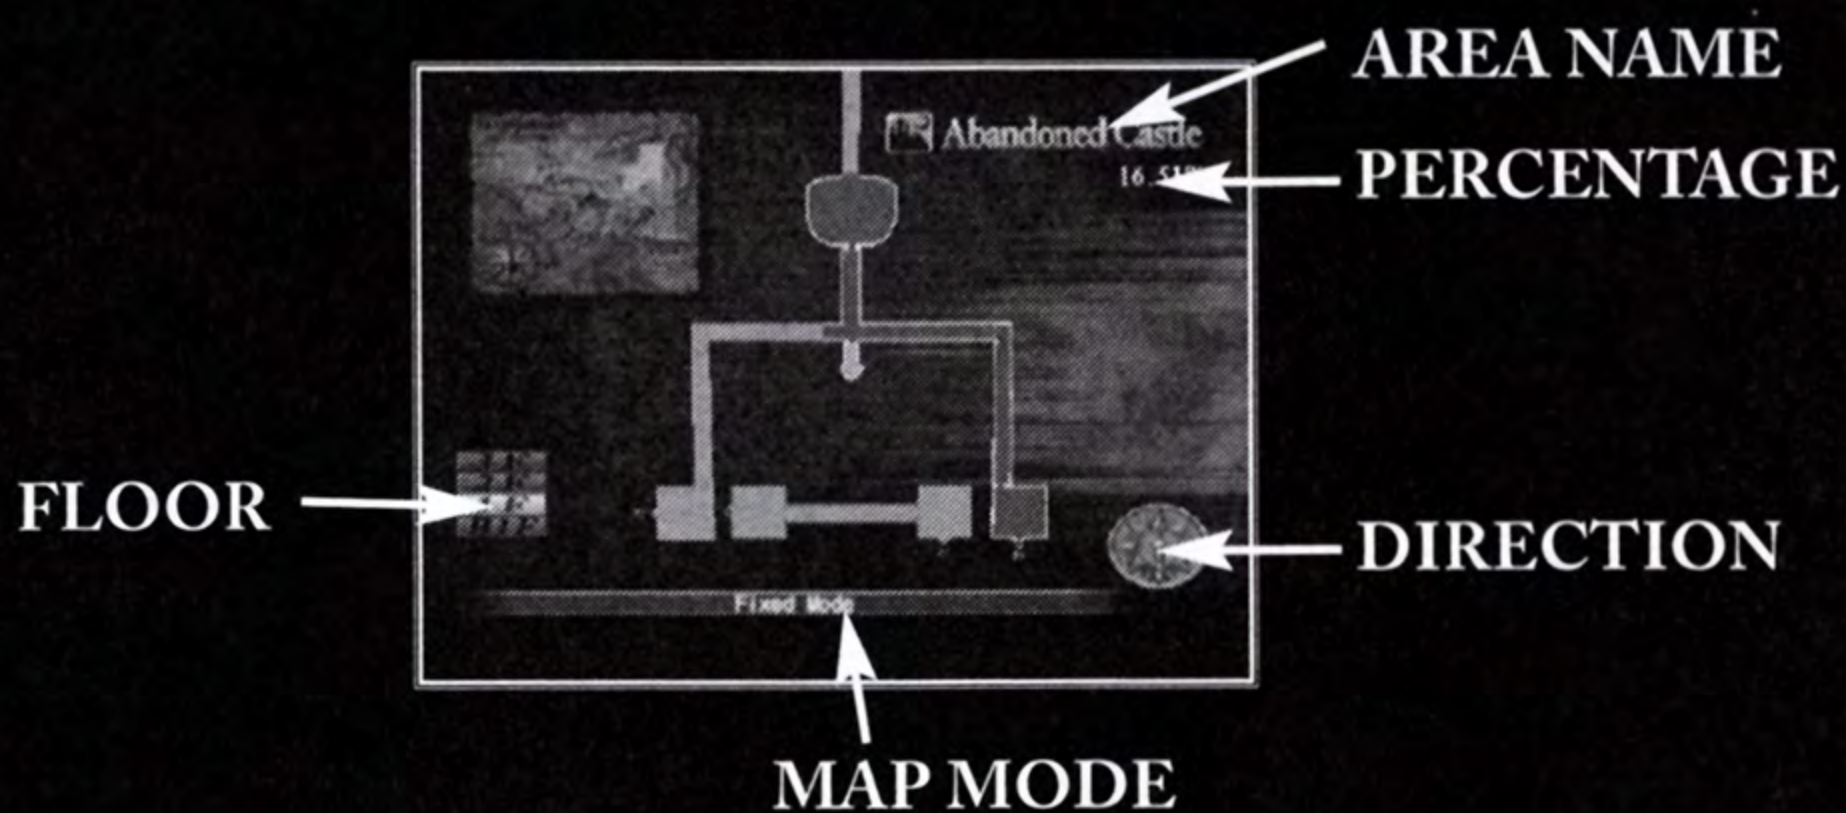 AREA NAME
Abandoned Castle
PERCENTAGE
FLOOR
DIRECTION
Fixed Mode
MAP MODE